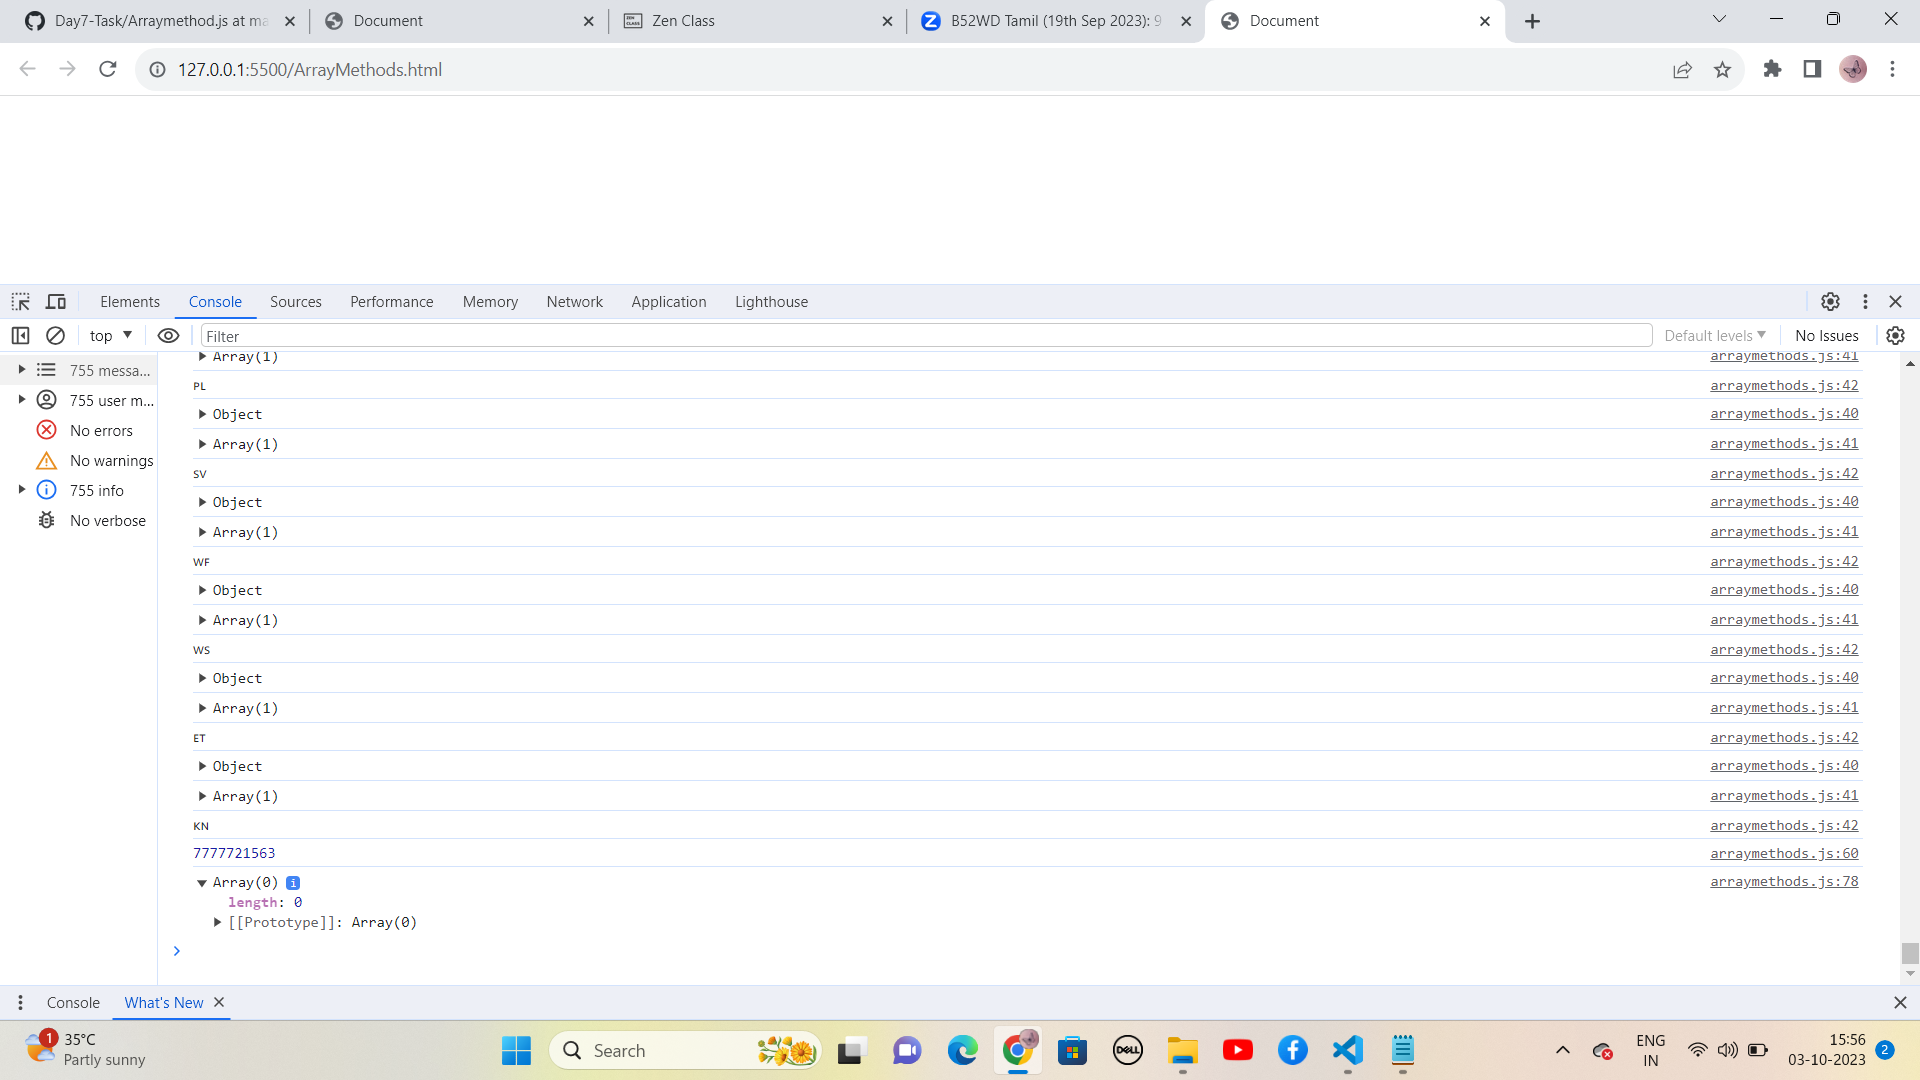 Day7-Task/Arraymethod.js at ma
Document
Zen Class
B52WD Tamil (19th Sep 2023): 9
Document
127.0.0.1:5500/ArrayMethods.html
Elements
Console
Sources
Performance
Memory
Network
Application
Lighthouse
top
Filter
Default levels
No Issues
755 messa...
755 user m...
No errors
No warnings
755 info
No verbose
Array(1) arraymethods.js:41
PL arraymethods.js:42
Object arraymethods.js:40
Array(1) arraymethods.js:41
SV arraymethods.js:42
Object arraymethods.js:40
Array(1) arraymethods.js:41
WF arraymethods.js:42
Object arraymethods.js:40
Array(1) arraymethods.js:41
WS arraymethods.js:42
Object arraymethods.js:40
Array(1) arraymethods.js:41
ET arraymethods.js:42
Object arraymethods.js:40
Array(1) arraymethods.js:41
KN arraymethods.js:42
7777721563 arraymethods.js:60
Array(0) i arraymethods.js:78
length: 0
[[Prototype]]: Array(0)
Console
What's New
1
35°C
Partly sunny
Search
DELL
ENG
IN
15:56
03-10-2023
2